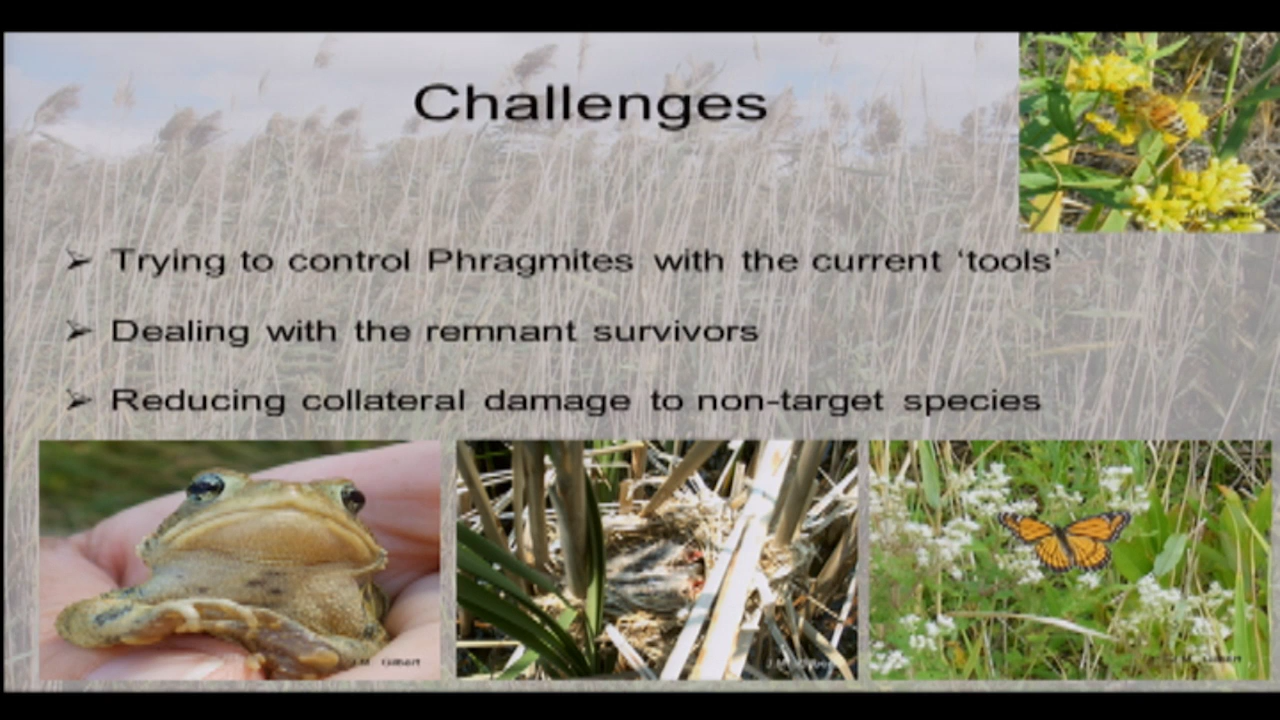 Challenges
➢ Trying to control Phragmites with the current ‘tools’
➢ Dealing with the remnant survivors
➢ Reducing collateral damage to non-target species
J.M. Gilbert